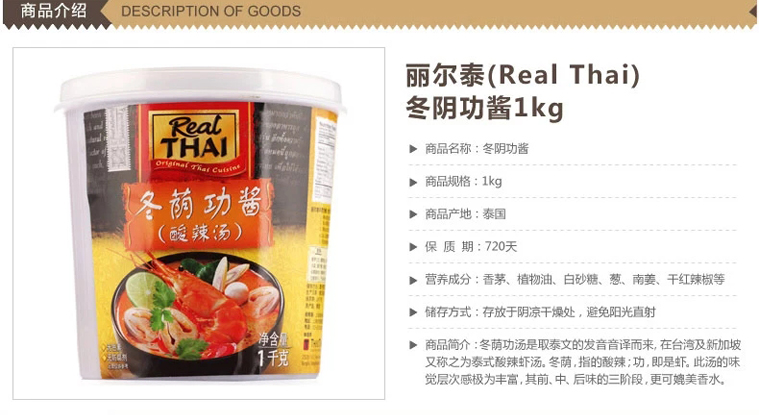 商品介绍
DESCRIPTION OF GOODS
Real
THAI
Original Thai Cuisine
冬荫功酱
(酸辣汤)
净含量
1千克
丽尔泰(Real Thai)
冬阴功酱1kg
商品名称：冬阴功酱
商品规格：1kg
商品产地：泰国
保 质 期：720天
营养成分：香茅、植物油、白砂糖、葱、南姜、干红辣椒等
储存方式：存放于阴凉干燥处，避免阳光直射
商品简介：冬荫功汤是取泰文的发音音译而来, 在台湾及新加坡
又称之为泰式酸辣虾汤。冬荫, 指的酸辣; 功, 即是虾。此汤的味
觉层次感极为丰富, 其前、中、后味的三阶段, 更可媲美香水。